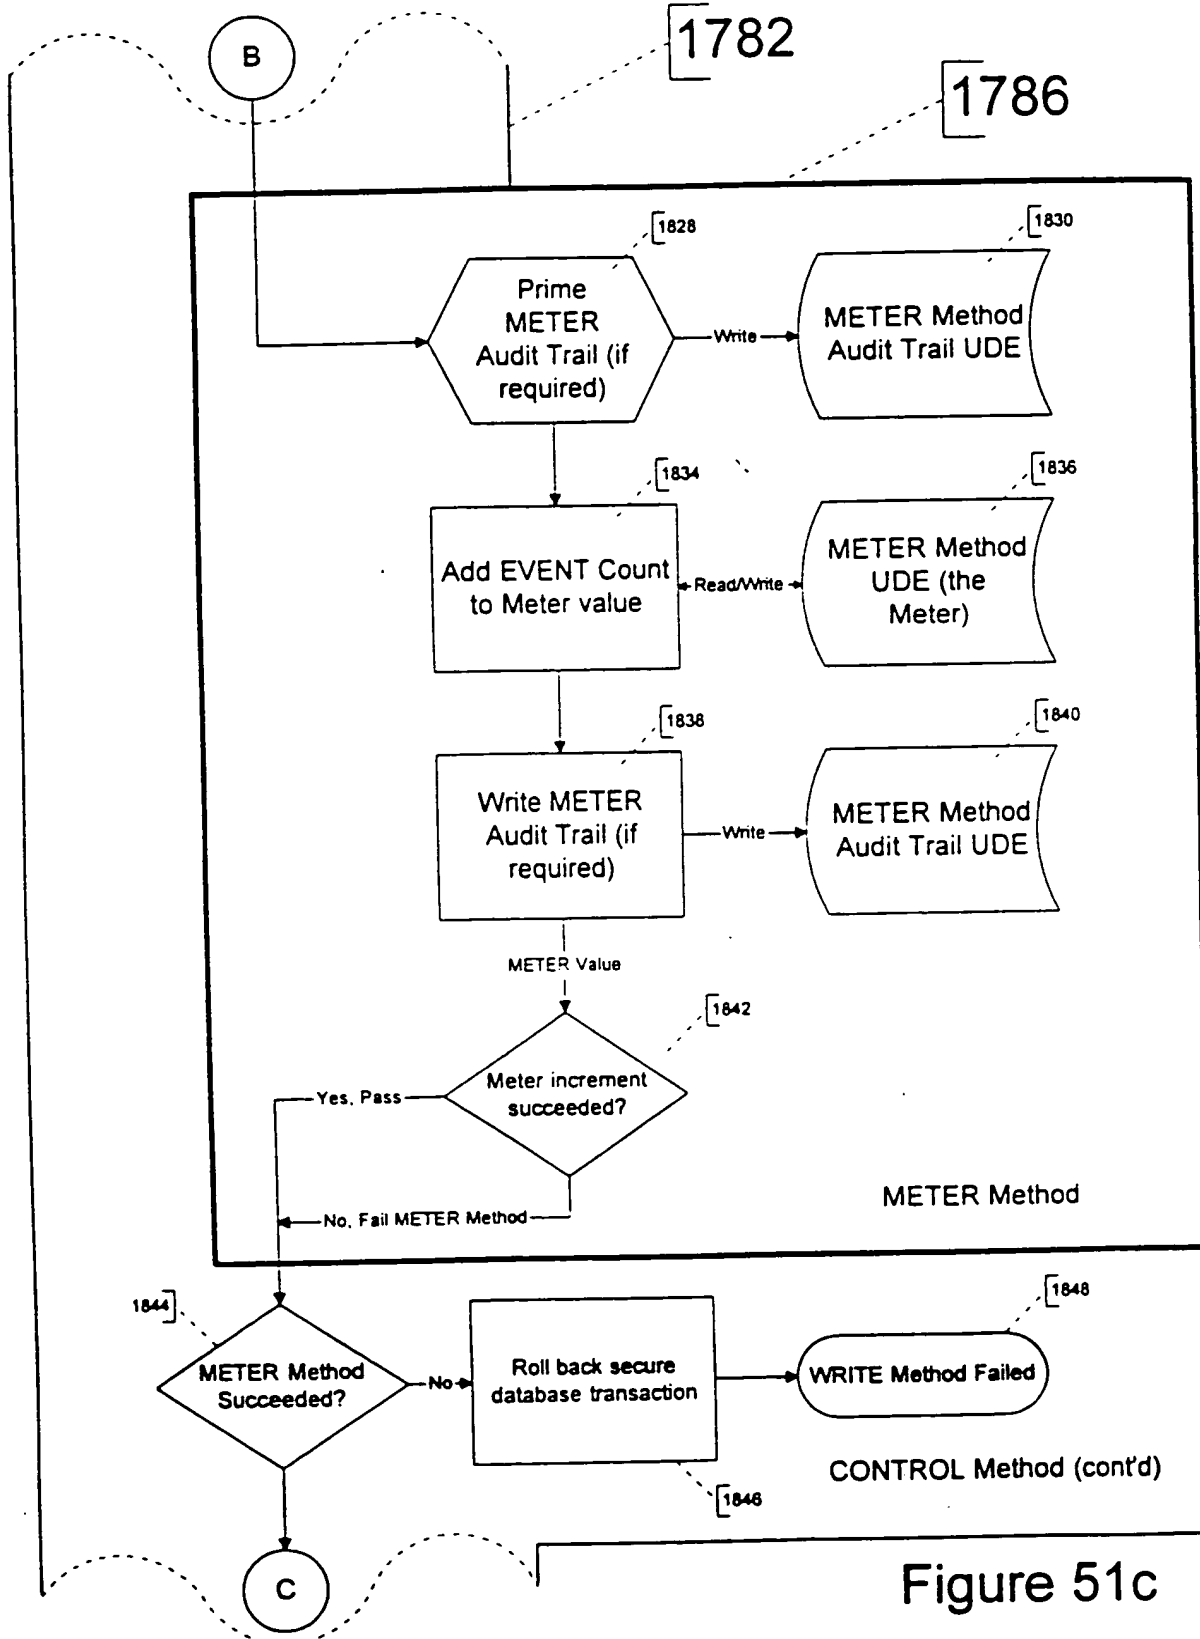 B
1782
1786
1828
1830
Prime
METER
Audit Trail (if
required)
Write
METER Method
Audit Trail UDE
1834
1836
Add EVENT Count
to Meter value
Read/Write
METER Method
UDE (the
Meter)
1838
1840
Write METER
Audit Trail (if
required)
Write
METER Method
Audit Trail UDE
METER Value
1842
Meter increment
succeeded?
Yes, Pass
No, Fail METER Method
METER Method
1844
1848
METER Method
Succeeded?
No
Roll back secure
database transaction
WRITE Method Failed
1846
CONTROL Method (cont'd)
C
Figure 51c